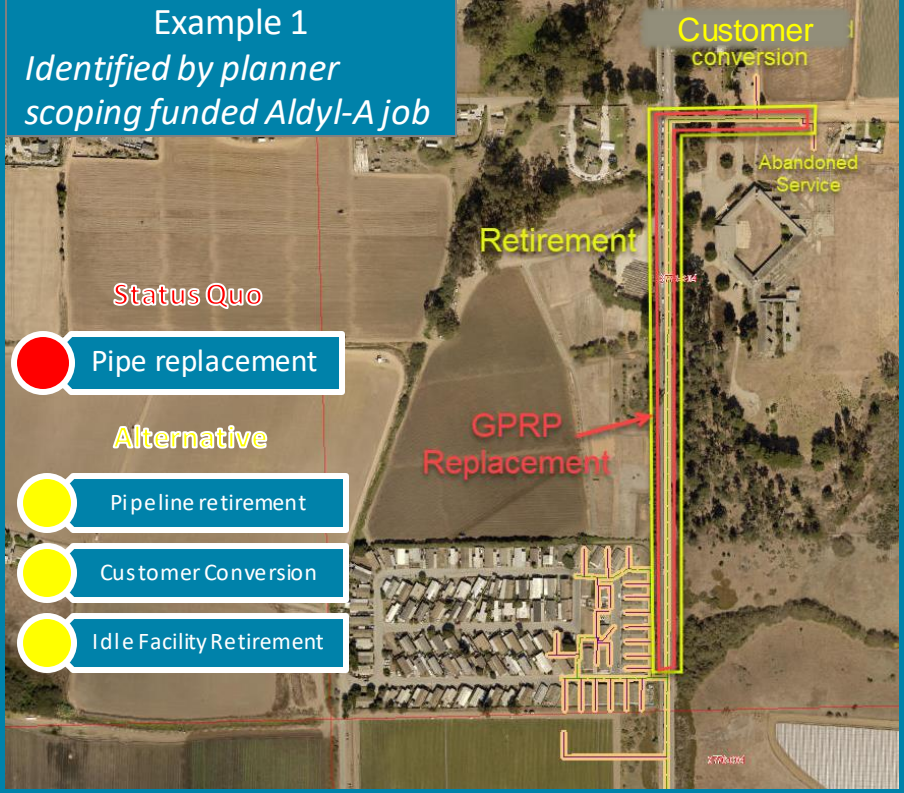 Example 1
Identified by planner
scoping funded Aldyl-A job
Customer
conversion
Abandoned
Service
Retirement
Status Quo
Pipe replacement
GPRP
Replacement
Alternative
Pipeline retirement
Customer Conversion
Idle Facility Retirement